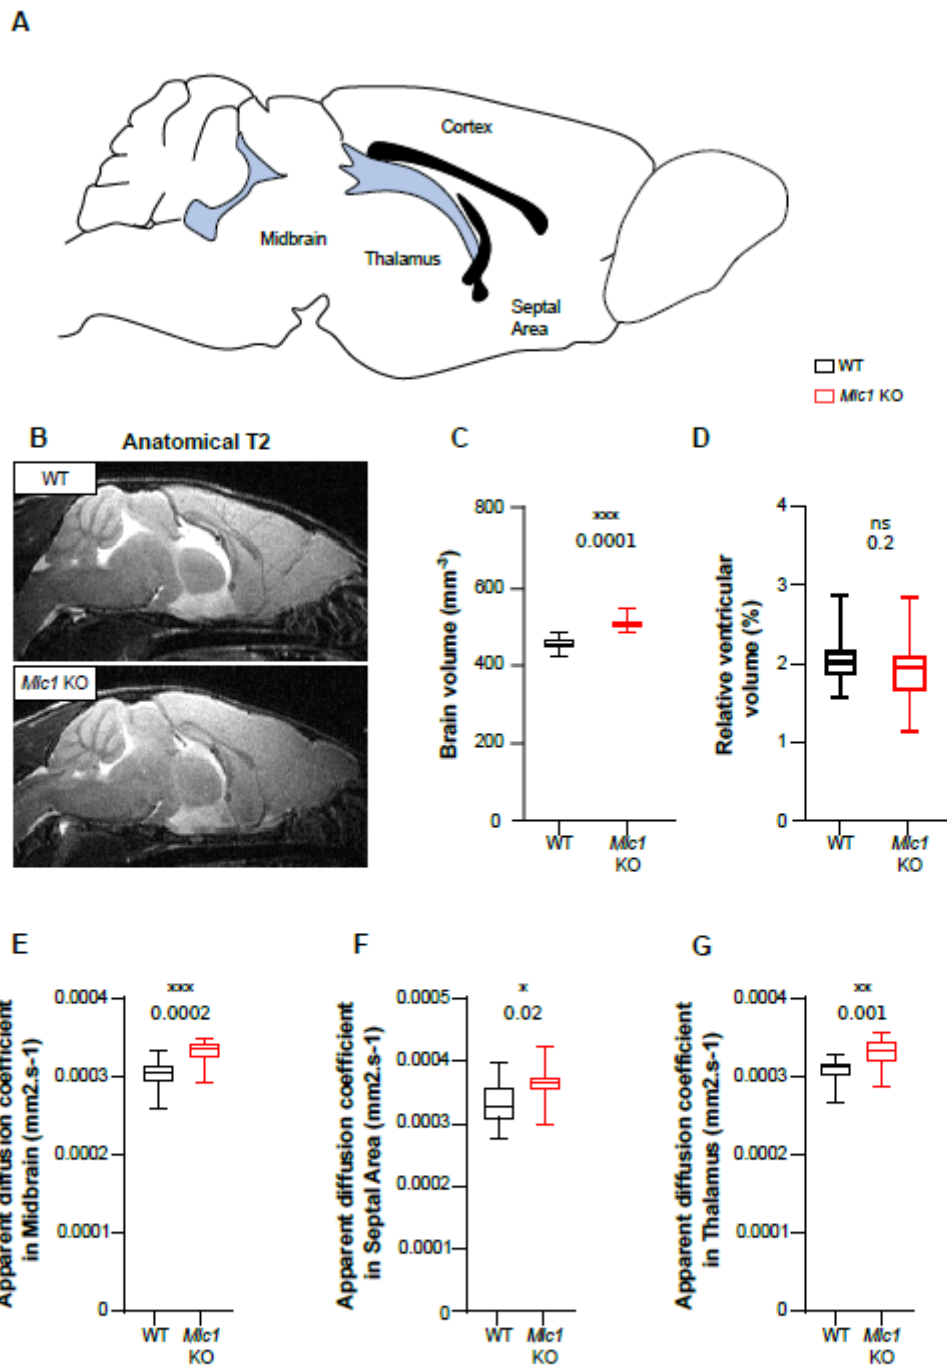 A
Cortex
Midbrain
Thalamus
Septal
Area
WT
Mlc1 KO
B
Anatomical T2
WT
Mlc1 KO
C
Brain volume (mm-3)
800
600
400
200
0
***
0.0001
WT
Mlc1
KO
D
Relative ventricular
volume (%)
4
3
2
1
0
ns
0.2
WT
Mlc1
KO
E
Apparent diffusion coefficient
in Midbrain (mm2.s-1)
0.0004
0.0003
0.0002
0.0001
0
***
0.0002
WT
Mlc1
KO
F
Apparent diffusion coefficient
in Septal Area (mm2.s-1)
0.0005
0.0004
0.0003
0.0002
0.0001
0
*
0.02
WT
Mlc1
KO
G
Apparent diffusion coefficient
in Thalamus (mm2.s-1)
0.0004
0.0003
0.0002
0.0001
0
**
0.001
WT
Mlc1
KO